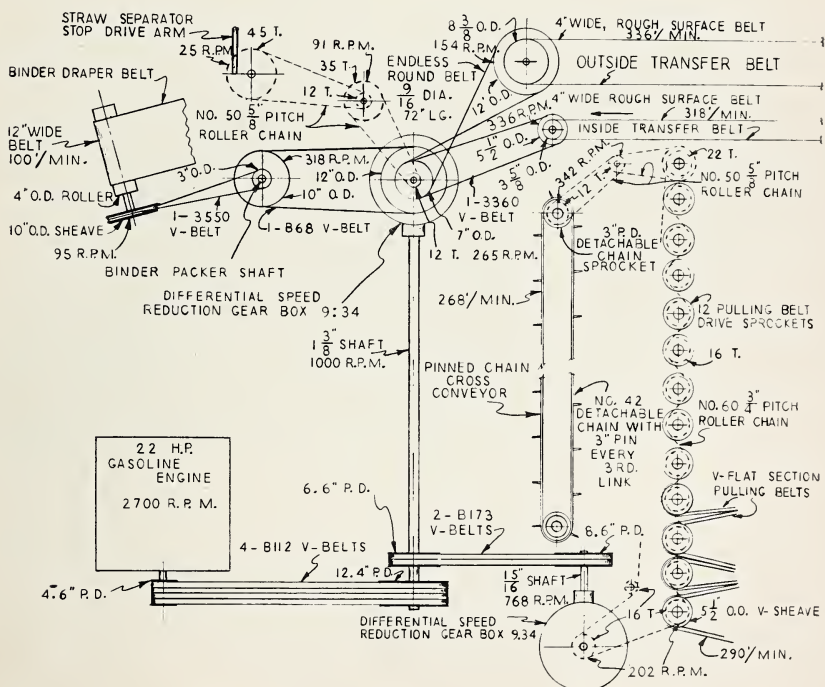 STRAW SEPARATOR
STOP DRIVE ARM
45 T.
25 R.P.M.
91 R.P.M.
35 T.
12 T.
BINDER DRAPER BELT
NO. 50 5/8 PITCH
ROLLER CHAIN
ENDLESS
ROUND BELT
9/16 DIA.
72" LG.
8 3/8 O.D.
154 R.P.M.
12" O.D.
4" WIDE, ROUGH SURFACE BELT
336'/MIN.
OUTSIDE TRANSFER BELT
4" WIDE ROUGH SURFACE BELT
318'/MIN.
INSIDE TRANSFER BELT
336 R.P.M.
5 1/2" O.D.
3 5/8 O.D.
12" WIDE
BELT
100'/MIN.
3" O.D.
318 R.P.M.
12" O.D.
10" O.D.
4" O.D. ROLLER
10" O.D. SHEAVE
95 R.P.M.
1-3550
V-BELT
1-B68 V-BELT
BINDER PACKER SHAFT
7" O.D.
12 T. 265 R.P.M.
1-3360
V-BELT
342 R.P.M.
12 T.
22 T.
NO. 50 5/8" PITCH
ROLLER CHAIN
3" P.D.
DETACHABLE
CHAIN
SPROCKET
DIFFERENTIAL SPEED
REDUCTION GEAR BOX 9:34
268'/MIN.
12 PULLING BELT
DRIVE SPROCKETS
16 T.
1 3/8" SHAFT
1000 R.P.M.
PINNED CHAIN
CROSS
CONVEYOR
NO. 42
DETACHABLE
CHAIN WITH
3" PIN
EVERY
3RD.
LINK
NO. 60 3/4" PITCH
ROLLER CHAIN
22 H.P.
GASOLINE
ENGINE
2700 R.P.M.
V-FLAT SECTION
PULLING BELTS
6.6" P.D.
2-B173
V-BELTS
6.6" P.D.
4-B112 V-BELTS
4.6" P.D.
12.4" P.D.
1 5/16 SHAFT
768 R.P.M.
DIFFERENTIAL SPEED
REDUCTION GEAR BOX 9.34
16 T.
5 1/2" O.D. V-SHEAVE
202 R.P.M.
290'/MIN.